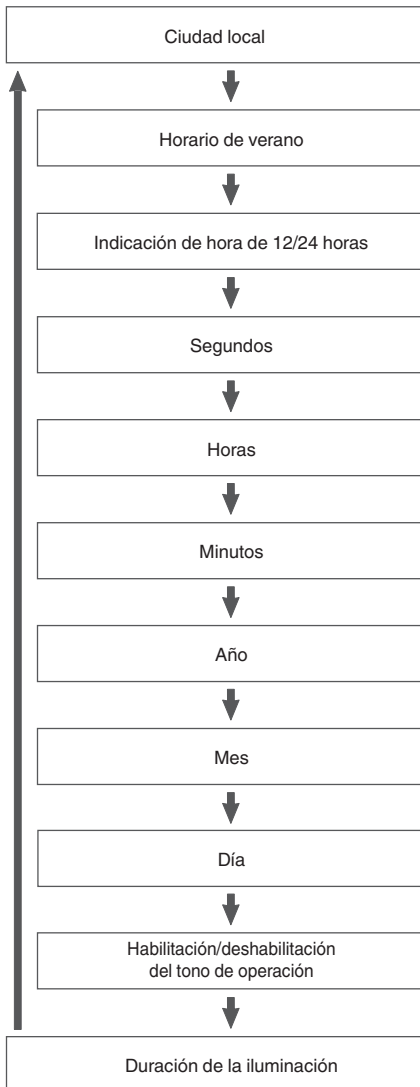 Ciudad local
Horario de verano
Indicación de hora de 12/24 horas
Segundos
Horas
Minutos
Año
Mes
Día
Habilitación/deshabilitación
del tono de operación
Duración de la iluminación